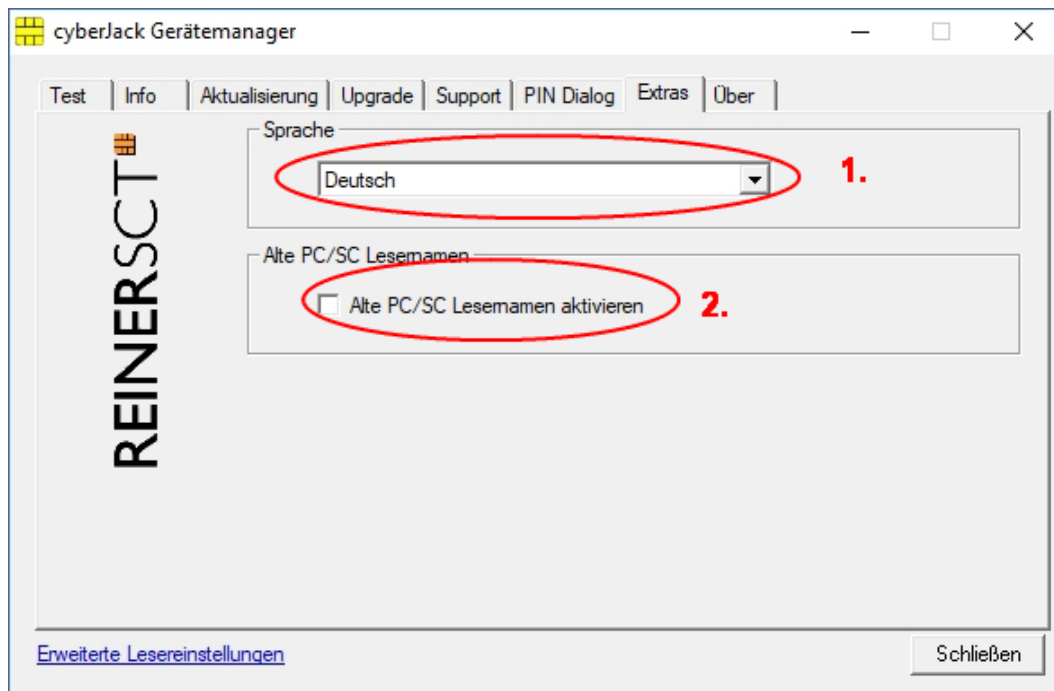 cyberJack Gerätemanager
Test Info Aktualisierung Upgrade Support PIN Dialog Extras Über
REINERSCT
Sprache
Deutsch
1.
Alte PC/SC Lesernamen
Alte PC/SC Lesernamen aktivieren
2.
Erweiterte Lesereinstellungen
Schließen